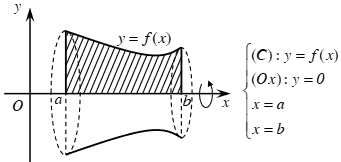 y
y = f(x)
O
a
b
x
(C) : y = f(x)
(Ox) : y = 0
x = a
x = b